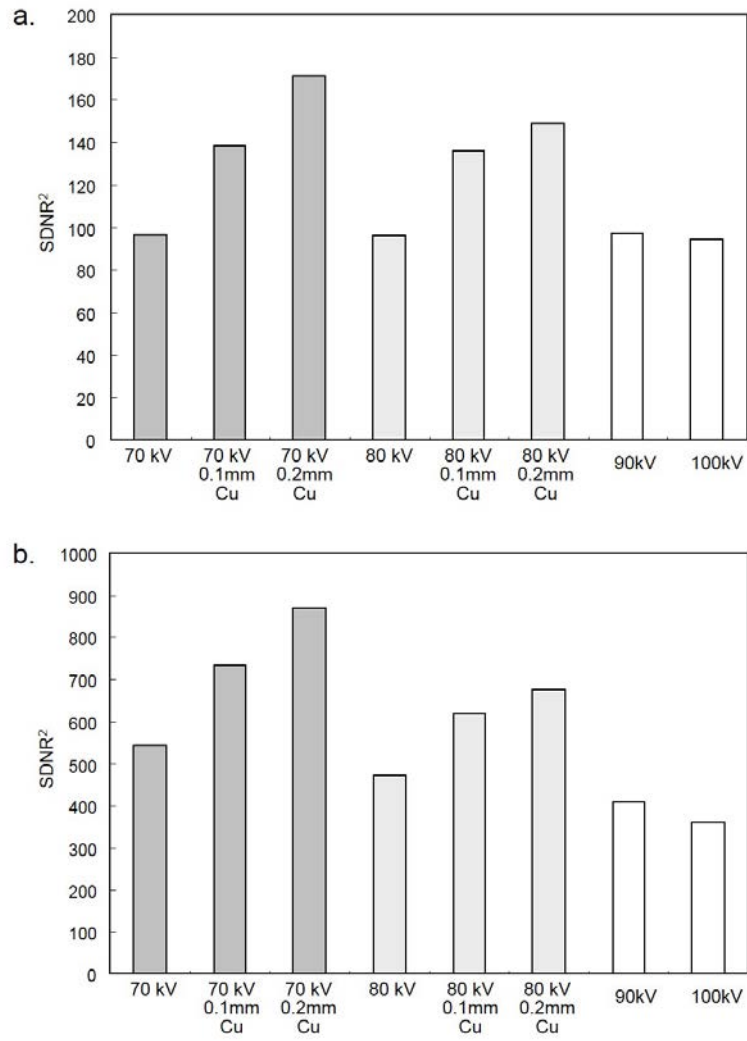 a.
200
180
160
140
120
100
80
60
40
20
0
SDNR²
70 kV
70 kV
0.1mm
Cu
70 kV
0.2mm
Cu
80 kV
80 kV
0.1mm
Cu
80 kV
0.2mm
Cu
90kV
100kV
b.
1000
900
800
700
600
500
400
300
200
100
0
SDNR²
70 kV
70 kV
0.1mm
Cu
70 kV
0.2mm
Cu
80 kV
80 kV
0.1mm
Cu
80 kV
0.2mm
Cu
90kV
100kV